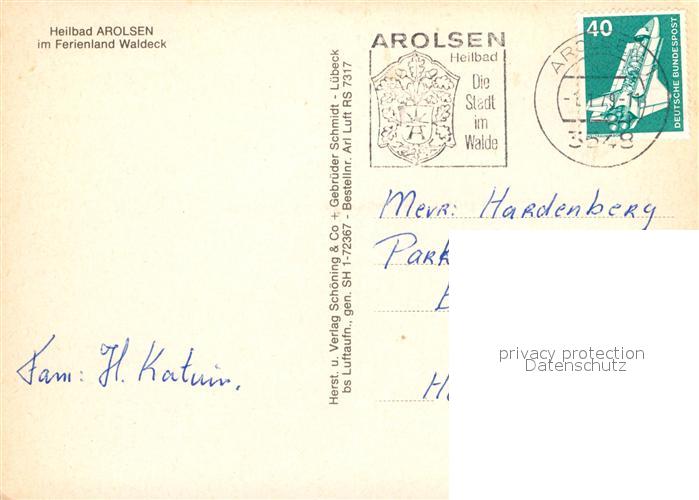 Heilbad AROLSEN
im Ferienland Waldeck
Herst. u. Verlag Schöning & Co + Gebrüder Schmidt - Lübeck
bs Luftaufn., gen. SH 1-72367 - Bestellnr. Arl Luft RS 7317
AROLSEN
Heilbad
Die
Stadt
im
Walde
A
40
DEUTSCHE BUNDESPOST
3548
Mevr: Hardenberg
Park
Fam: H. Katuin.
privacy protection
Datenschutz